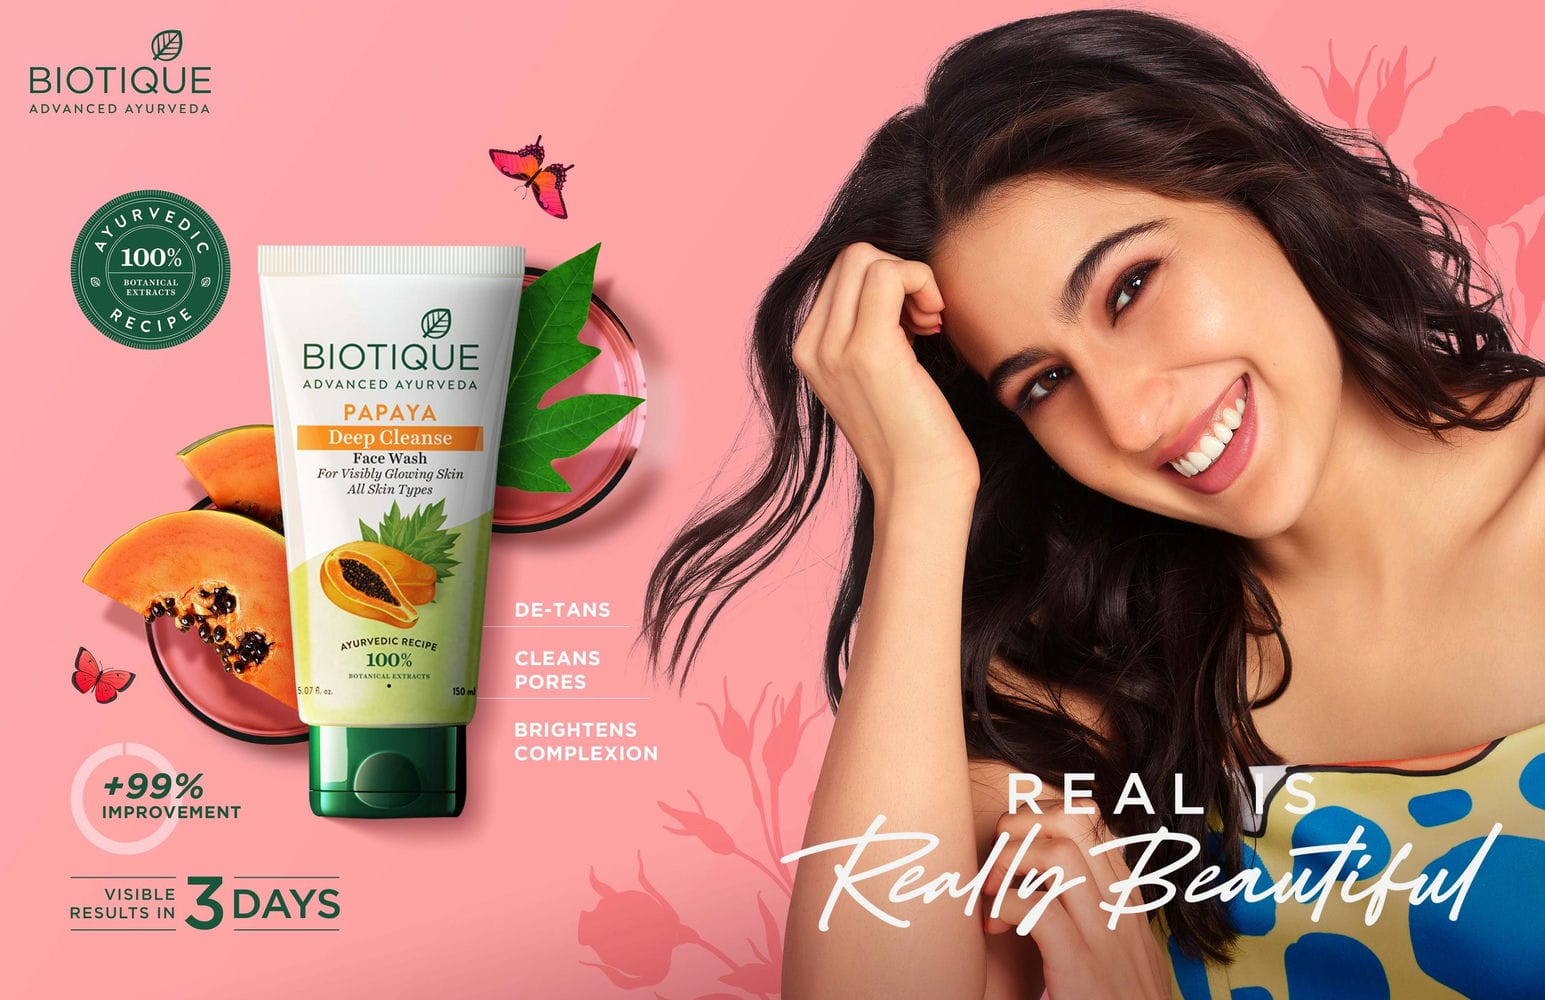 BIOTIQUE
ADVANCED AYURVEDA
AYURVEDIC
100%
BOTANICAL
EXTRACTS
RECIPE
BIOTIQUE
ADVANCED AYURVEDA
PAPAYA
Deep Cleanse
Face Wash
For Visibly Glowing Skin
All Skin Types
AYURVEDIC RECIPE
100%
BOTANICAL EXTRACTS
5.07 fl. oz. 150 ml
DE-TANS
CLEANS
PORES
BRIGHTENS
COMPLEXION
+99%
IMPROVEMENT
VISIBLE
RESULTS IN 3 DAYS
REAL IS
Really Beautiful